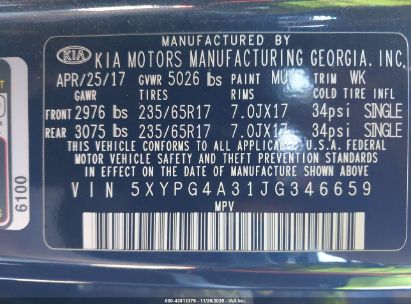 MANUFACTURED BY
KIA KIA MOTORS MANUFACTURING GEORGIA, INC.
APR/25/17 GVWR 5026 lbs PAINT TRIM WK
GAWR TIRES RIMS COLD TIRE INFL
FRONT 2976 lbs 235/65R17 7.0JX17 34psi SINGLE
REAR 3075 lbs 235/65R17 7.0JX17 34psi SINGLE
THIS VEHICLE CONFORMS TO ALL APPLICABLE U.S.A. FEDERAL
MOTOR VEHICLE SAFETY AND THEFT PREVENTION STANDARDS
IN EFFECT ON THE DATE OF MANUFACTURE SHOWN ABOVE.
VIN 5XYPG4A31JG346659
MPV
6100